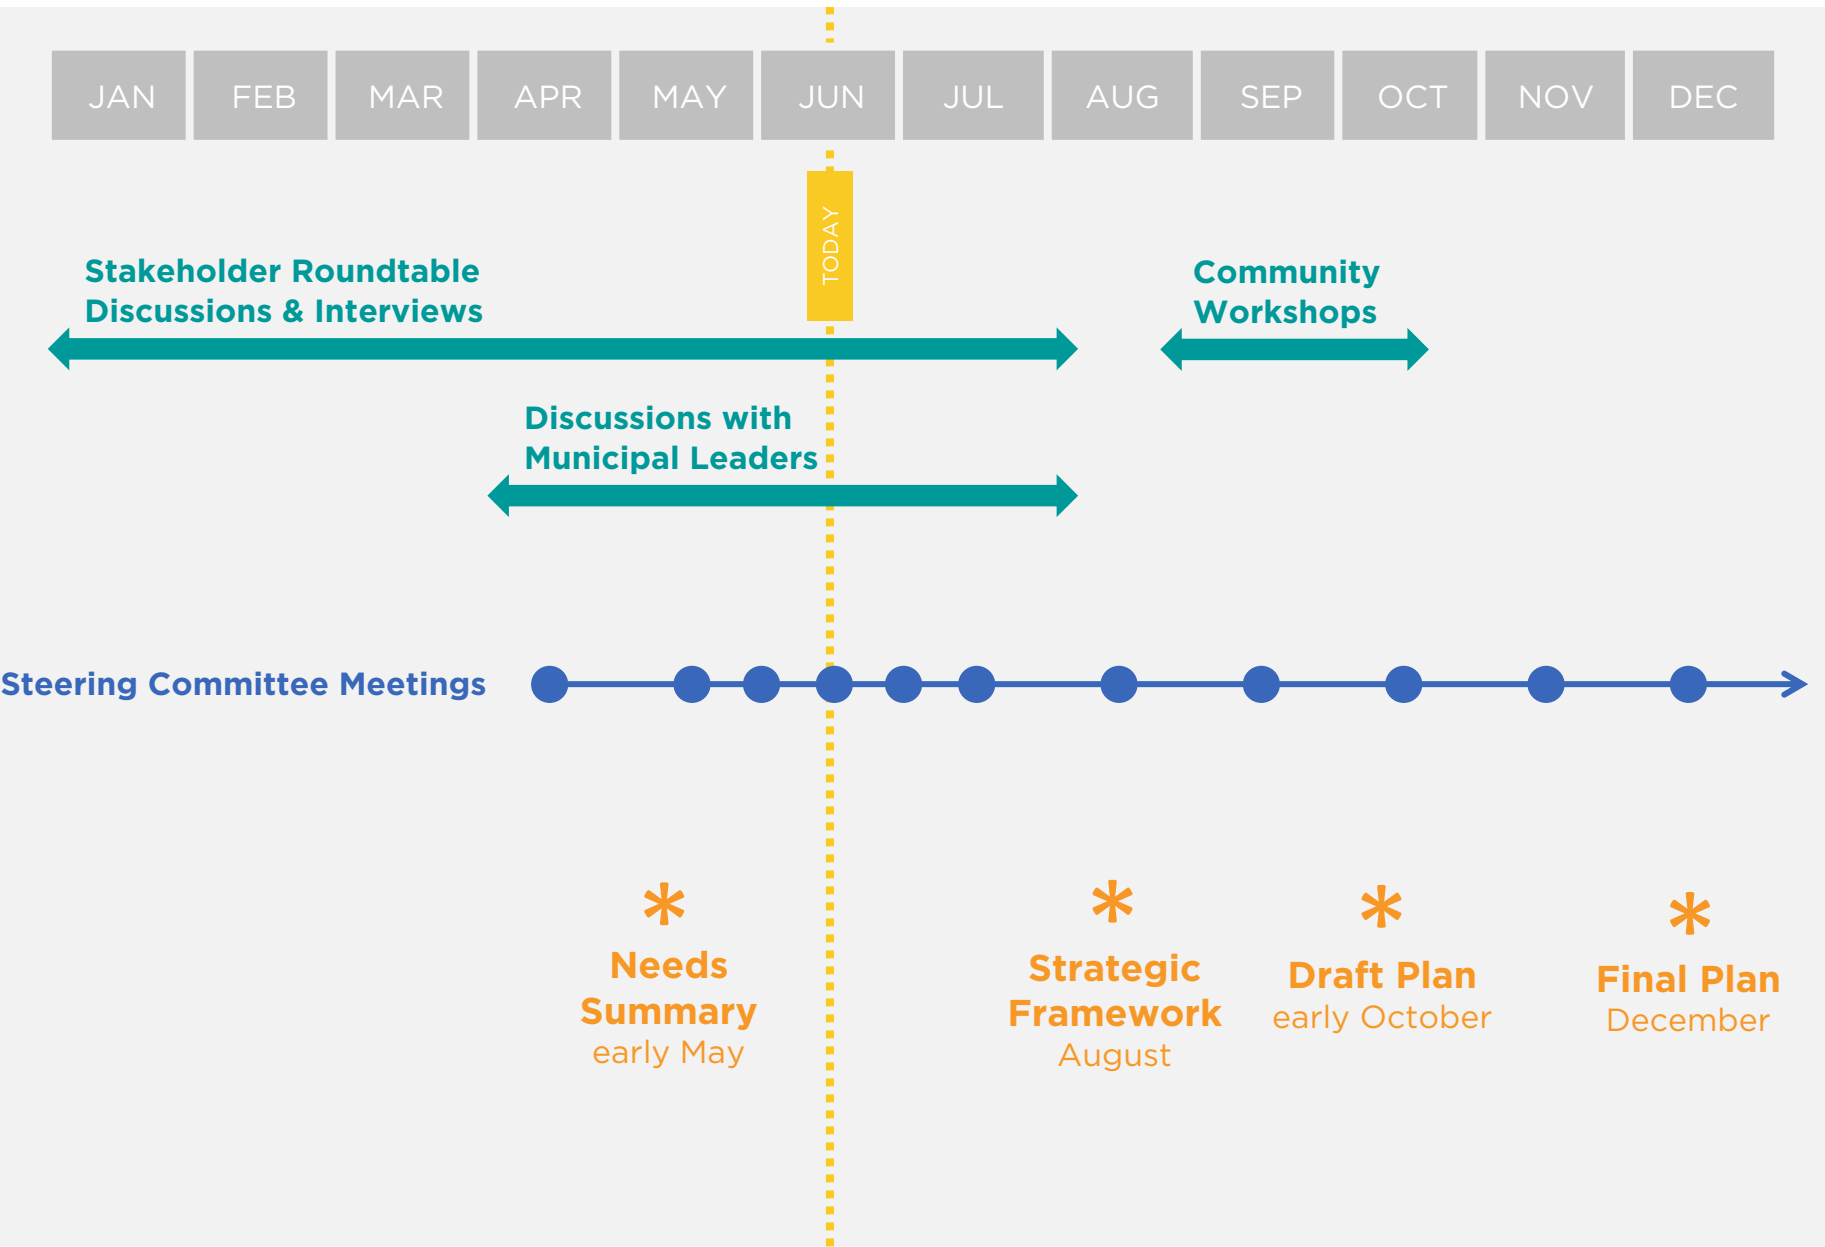 JAN FEB MAR APR MAY JUN JUL AUG SEP OCT NOV DEC
TODAY
Stakeholder Roundtable
Discussions & Interviews
Community
Workshops
Discussions with
Municipal Leaders
Steering Committee Meetings
*
Needs
Summary
early May
*
Strategic
Framework
August
*
Draft Plan
early October
*
Final Plan
December